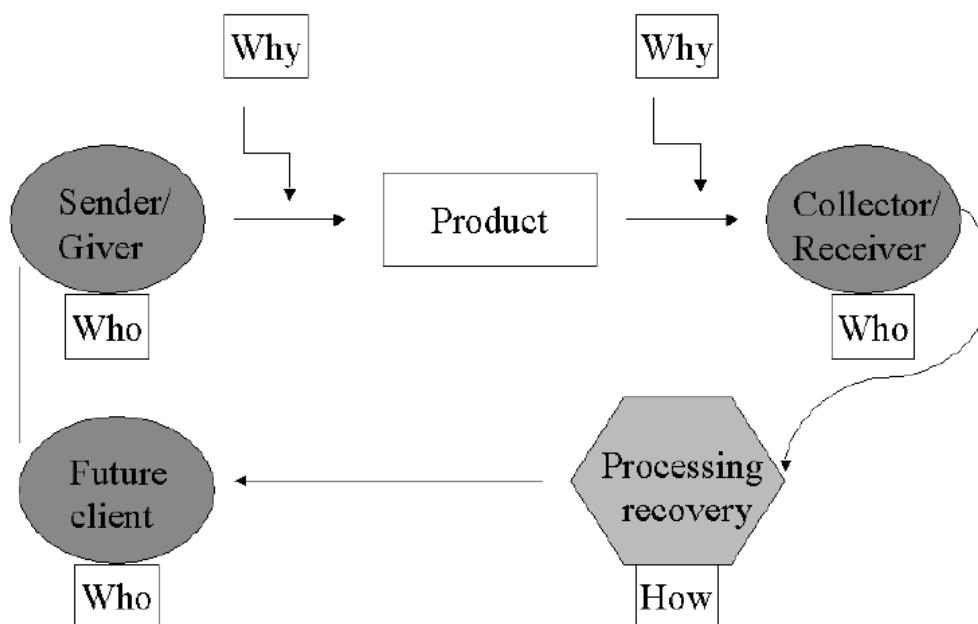 Why
Why
Sender/
Giver
Product
Collector/
Receiver
Who
Who
Future
client
Processing
recovery
Who
How